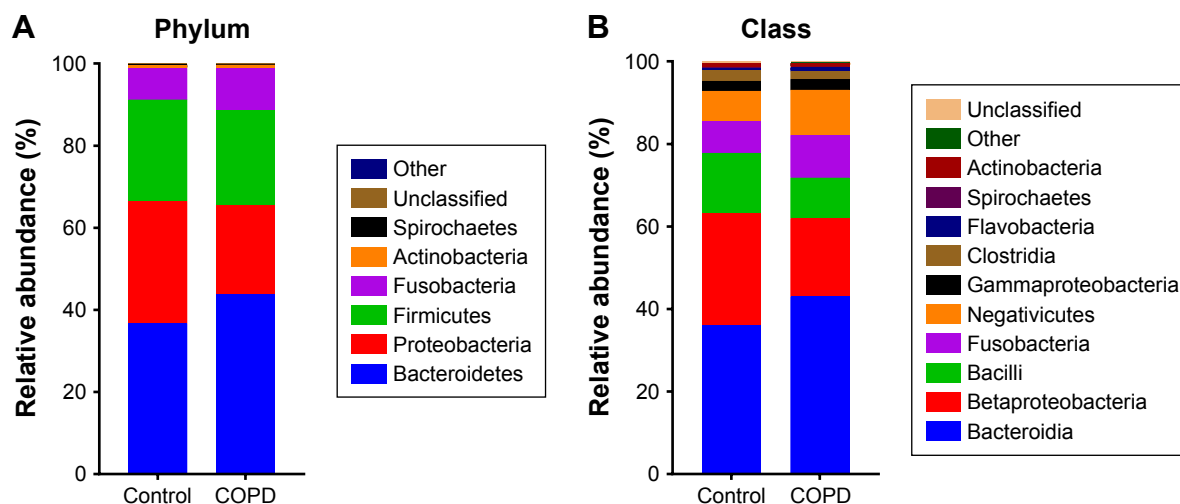 A
Phylum
Relative abundance (%)
100
80
60
40
20
0
Control
COPD
Other
Unclassified
Spirochaetes
Actinobacteria
Fusobacteria
Firmicutes
Proteobacteria
Bacteroidetes
B
Class
Relative abundance (%)
100
80
60
40
20
0
Control
COPD
Unclassified
Other
Actinobacteria
Spirochaetes
Flavobacteria
Clostridia
Gammaproteobacteria
Negativicutes
Fusobacteria
Bacilli
Betaproteobacteria
Bacteroidia